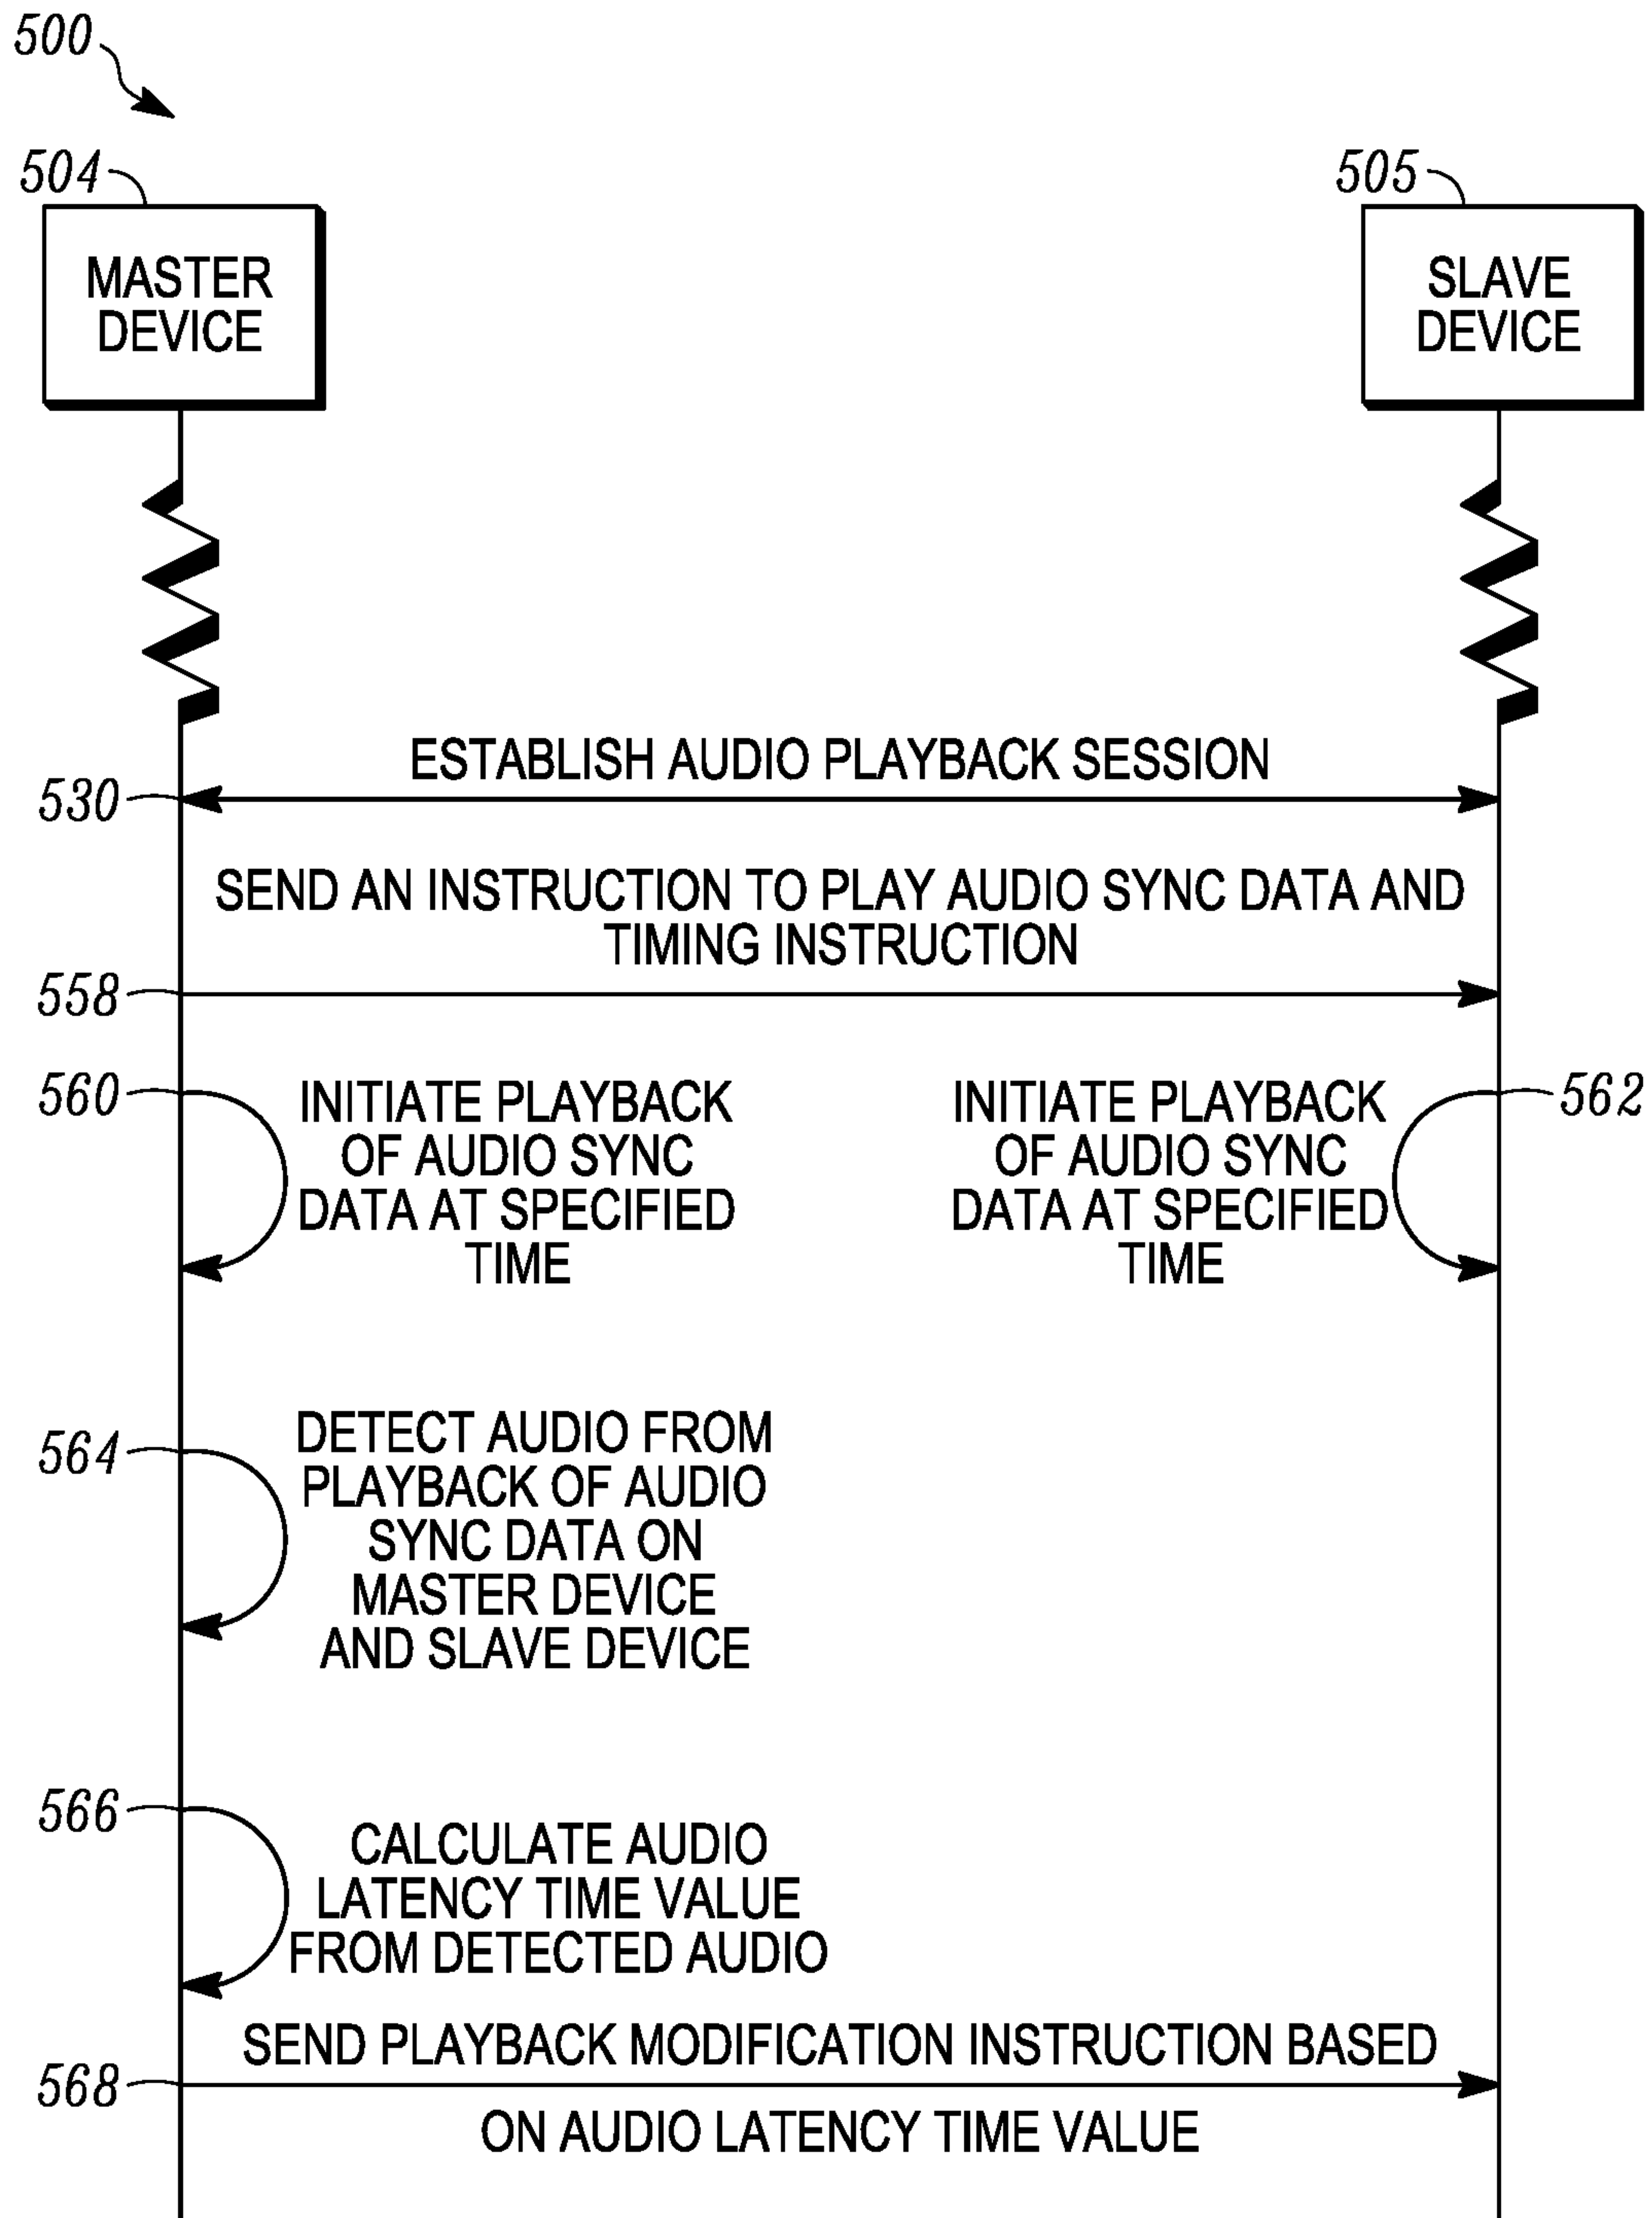 500
504
505
MASTER
DEVICE
SLAVE
DEVICE
ESTABLISH AUDIO PLAYBACK SESSION
530
SEND AN INSTRUCTION TO PLAY AUDIO SYNC DATA AND
TIMING INSTRUCTION
558
560
INITIATE PLAYBACK
OF AUDIO SYNC
DATA AT SPECIFIED
TIME
INITIATE PLAYBACK
OF AUDIO SYNC
DATA AT SPECIFIED
TIME
562
564
DETECT AUDIO FROM
PLAYBACK OF AUDIO
SYNC DATA ON
MASTER DEVICE
AND SLAVE DEVICE
566
CALCULATE AUDIO
LATENCY TIME VALUE
FROM DETECTED AUDIO
SEND PLAYBACK MODIFICATION INSTRUCTION BASED
568
ON AUDIO LATENCY TIME VALUE